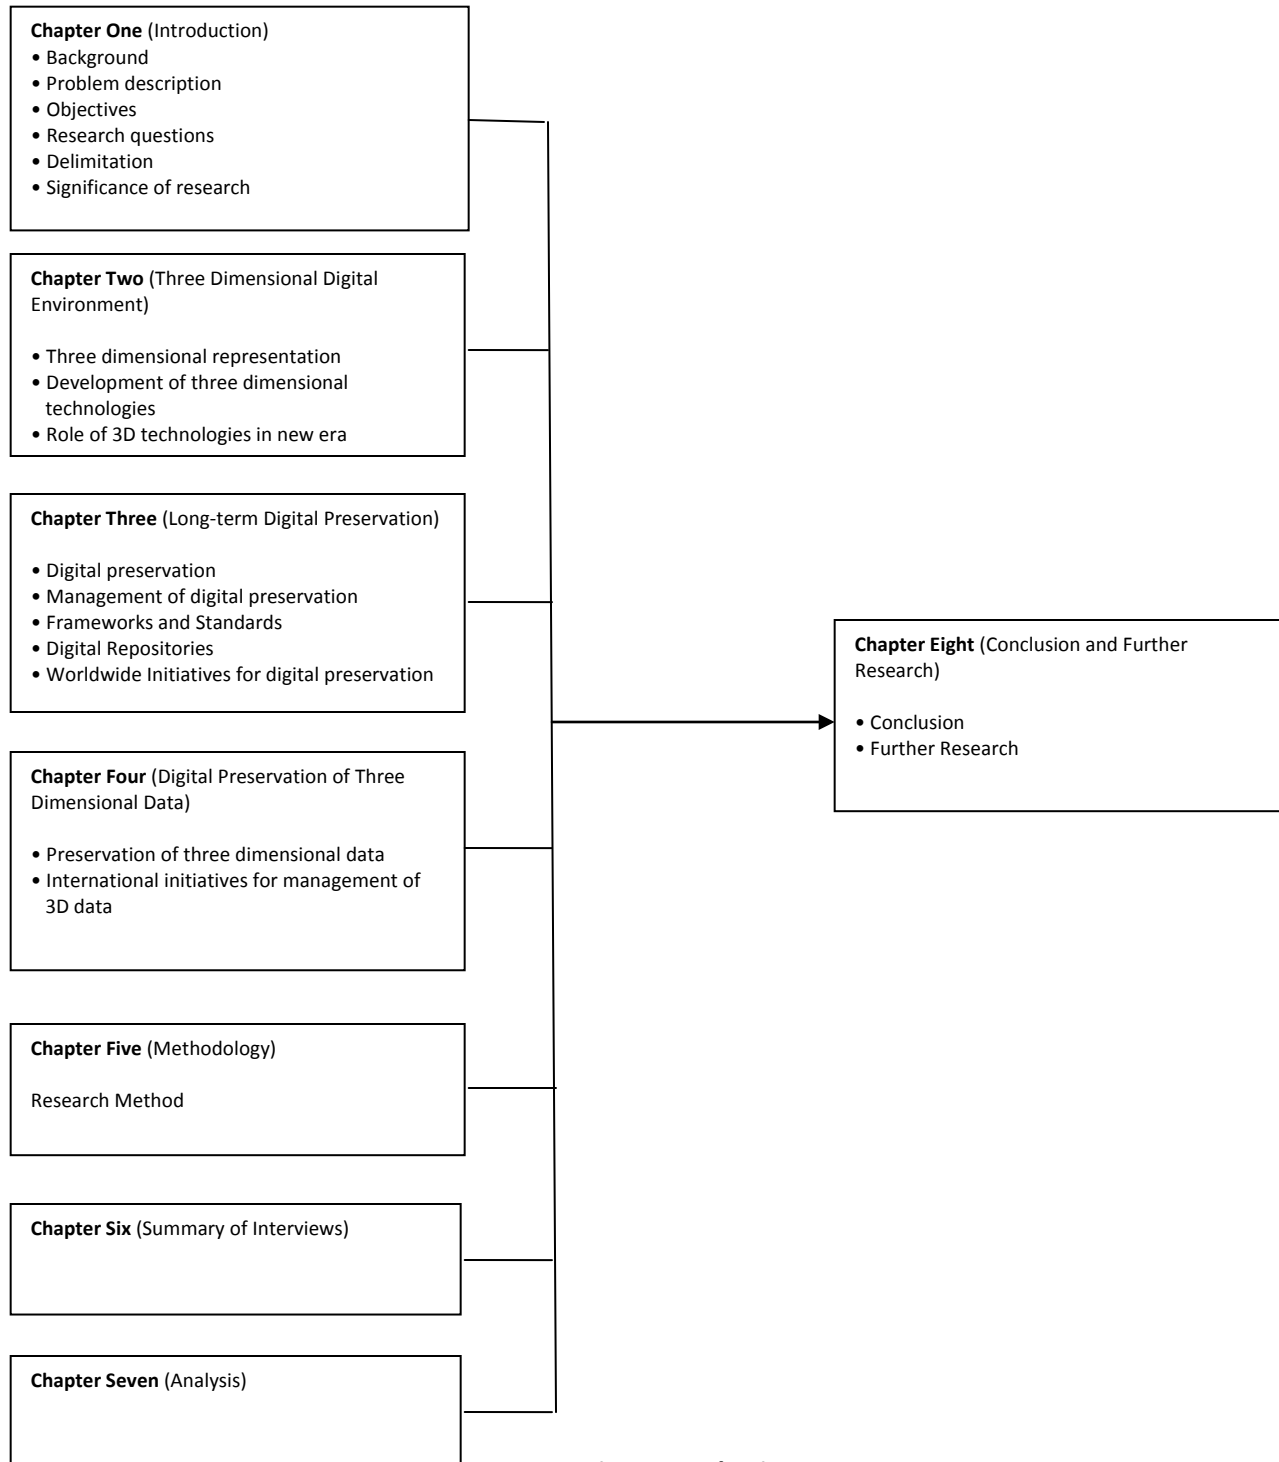 Chapter One (Introduction)
• Background
• Problem description
• Objectives
• Research questions
• Delimitation
• Significance of research
Chapter Two (Three Dimensional Digital
Environment)
• Three dimensional representation
• Development of three dimensional
technologies
• Role of 3D technologies in new era
Chapter Three (Long-term Digital Preservation)
• Digital preservation
• Management of digital preservation
• Frameworks and Standards
• Digital Repositories
• Worldwide Initiatives for digital preservation
Chapter Four (Digital Preservation of Three
Dimensional Data)
• Preservation of three dimensional data
• International initiatives for management of
3D data
Chapter Five (Methodology)
Research Method
Chapter Six (Summary of Interviews)
Chapter Seven (Analysis)
Chapter Eight (Conclusion and Further
Research)
• Conclusion
• Further Research